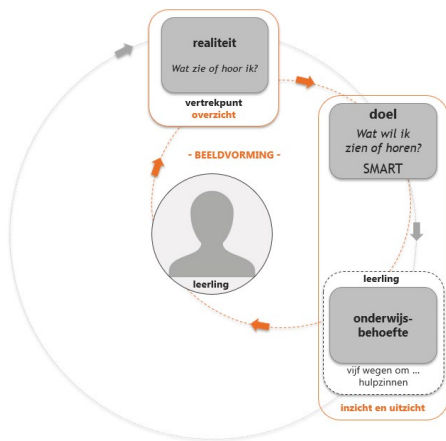 realiteit
Wat zie of hoor ik?
vertrekpunt
overzicht
doel
Wat wil ik
zien of horen?
SMART
- BEELDVORMING -
leerling
leerling
onderwijs-
behoefte
vijf wegen om ...
hulpzinnen
inzicht en uitzicht